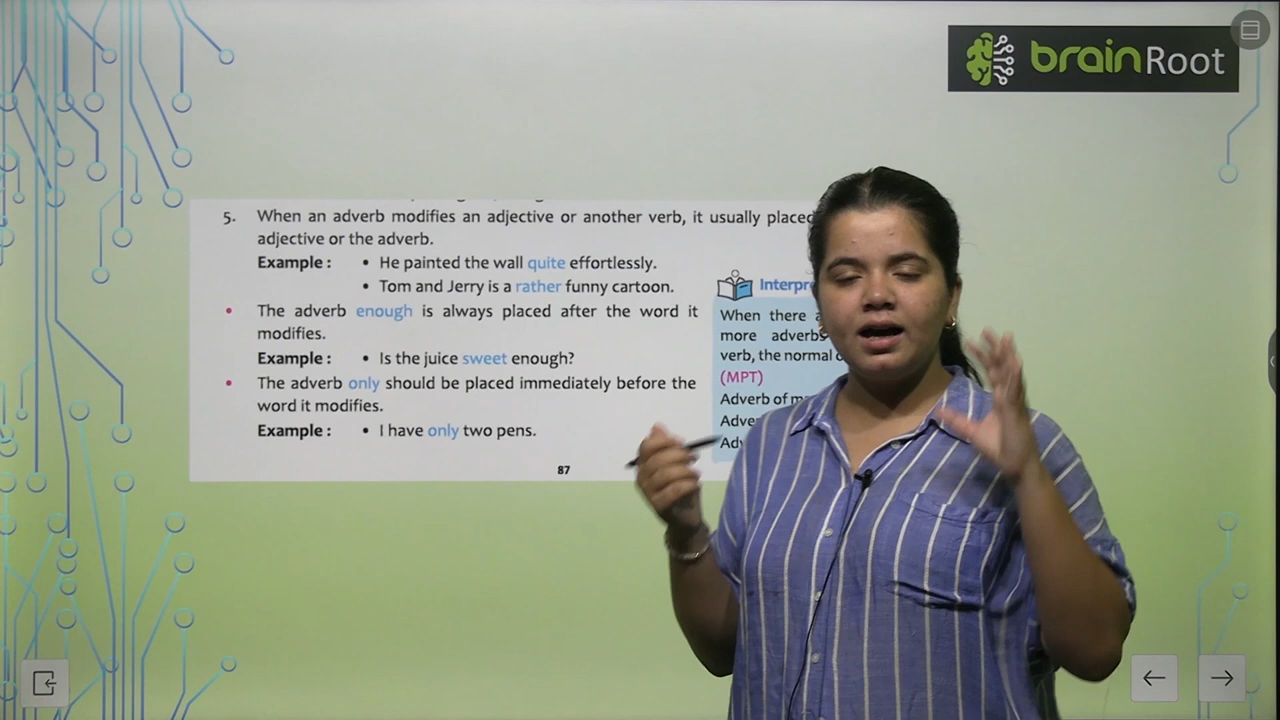 brainRoot
5. When an adverb modifies an adjective or another verb, it usually placed
adjective or the adverb.
Example : • He painted the wall quite effortlessly.
• Tom and Jerry is a rather funny cartoon.
Interpre
• The adverb enough is always placed after the word it
modifies.
Example : • Is the juice sweet enough?
• The adverb only should be placed immediately before the
word it modifies.
Example : • I have only two pens.
When there
more adverbs
verb, the normal
(MPT)
Adverb of
87